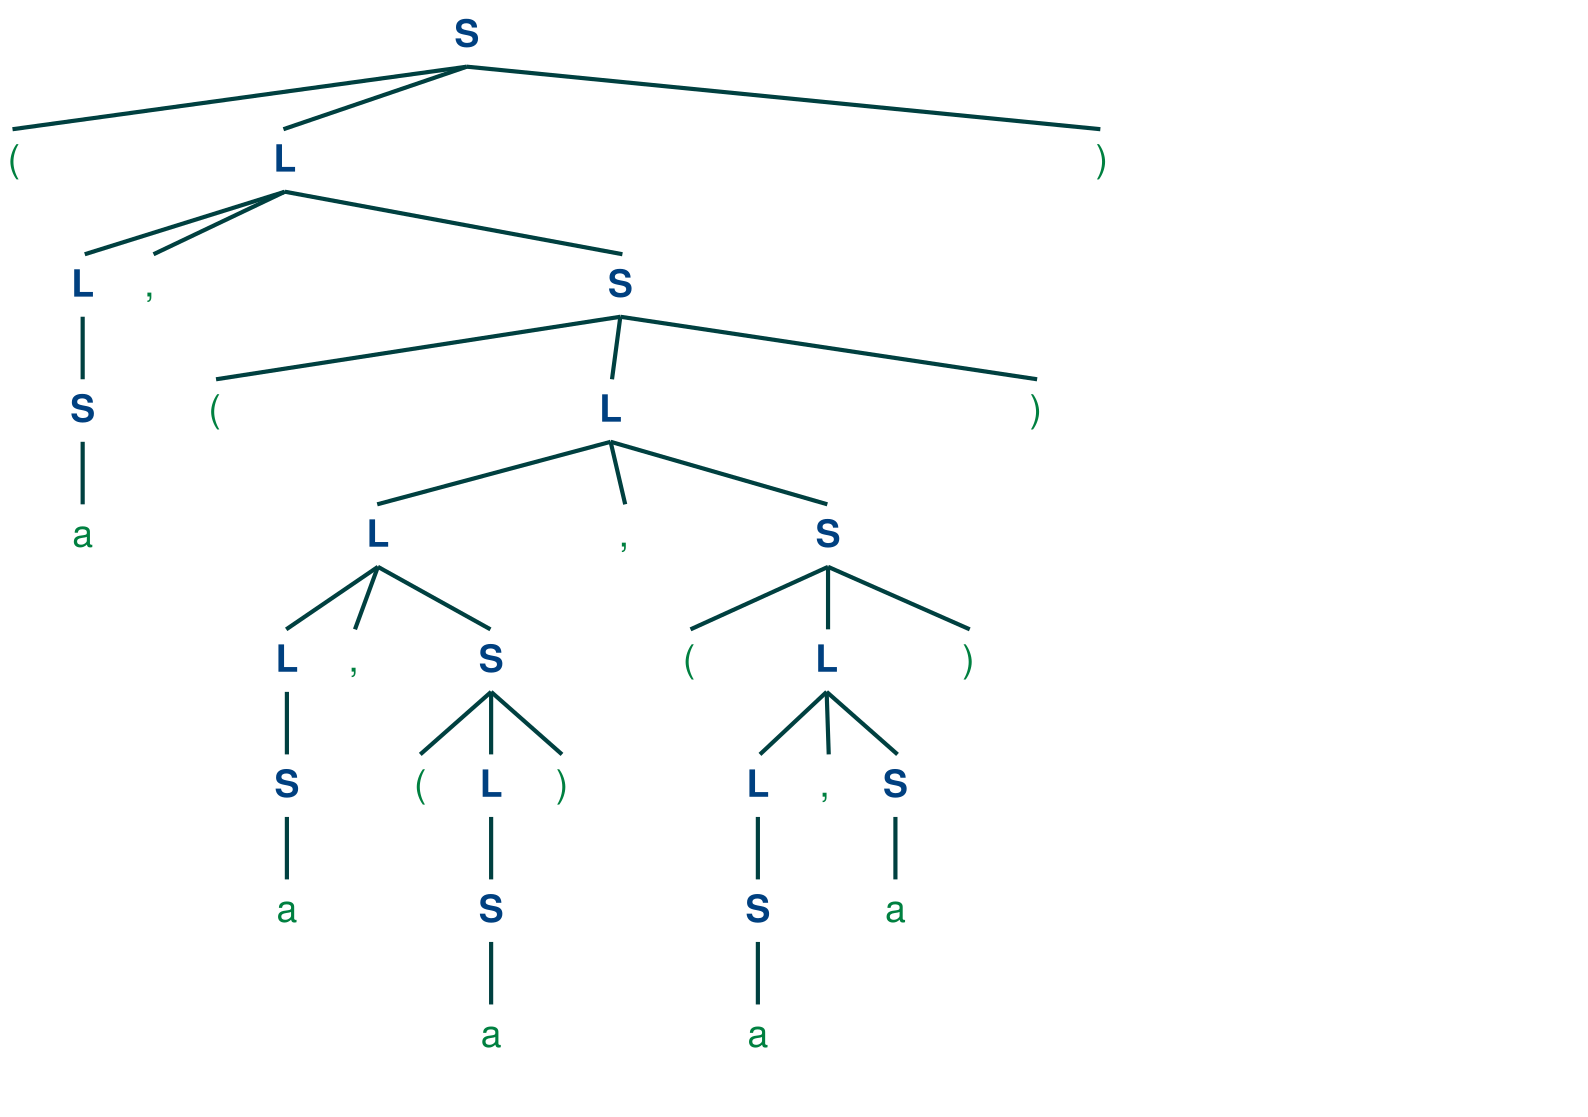 S
( L )
L , S
S ( L )
a L , S
L , S ( L )
S ( L ) L , S
a S S a
a a